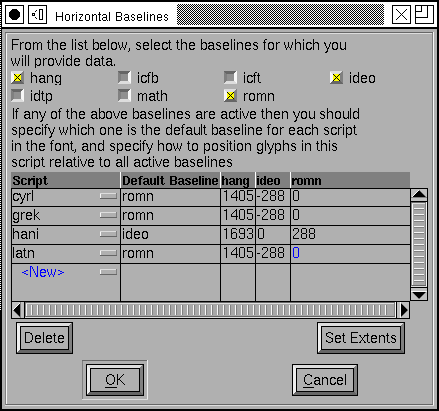 Horizontal Baselines
From the list below, select the baselines for which you
will provide data.
hang icfb icft ideo
idtp math romn
If any of the above baselines are active then you should
specify which one is the default baseline for each script
in the font, and specify how to position glyphs in this
script relative to all active baselines
Script Default Baseline hang ideo romn
cyrl romn 1405 -288 0
grek romn 1405 -288 0
hani ideo 1693 0 288
latn romn 1405 -288 0
<New>
Delete Set Extents
OK Cancel